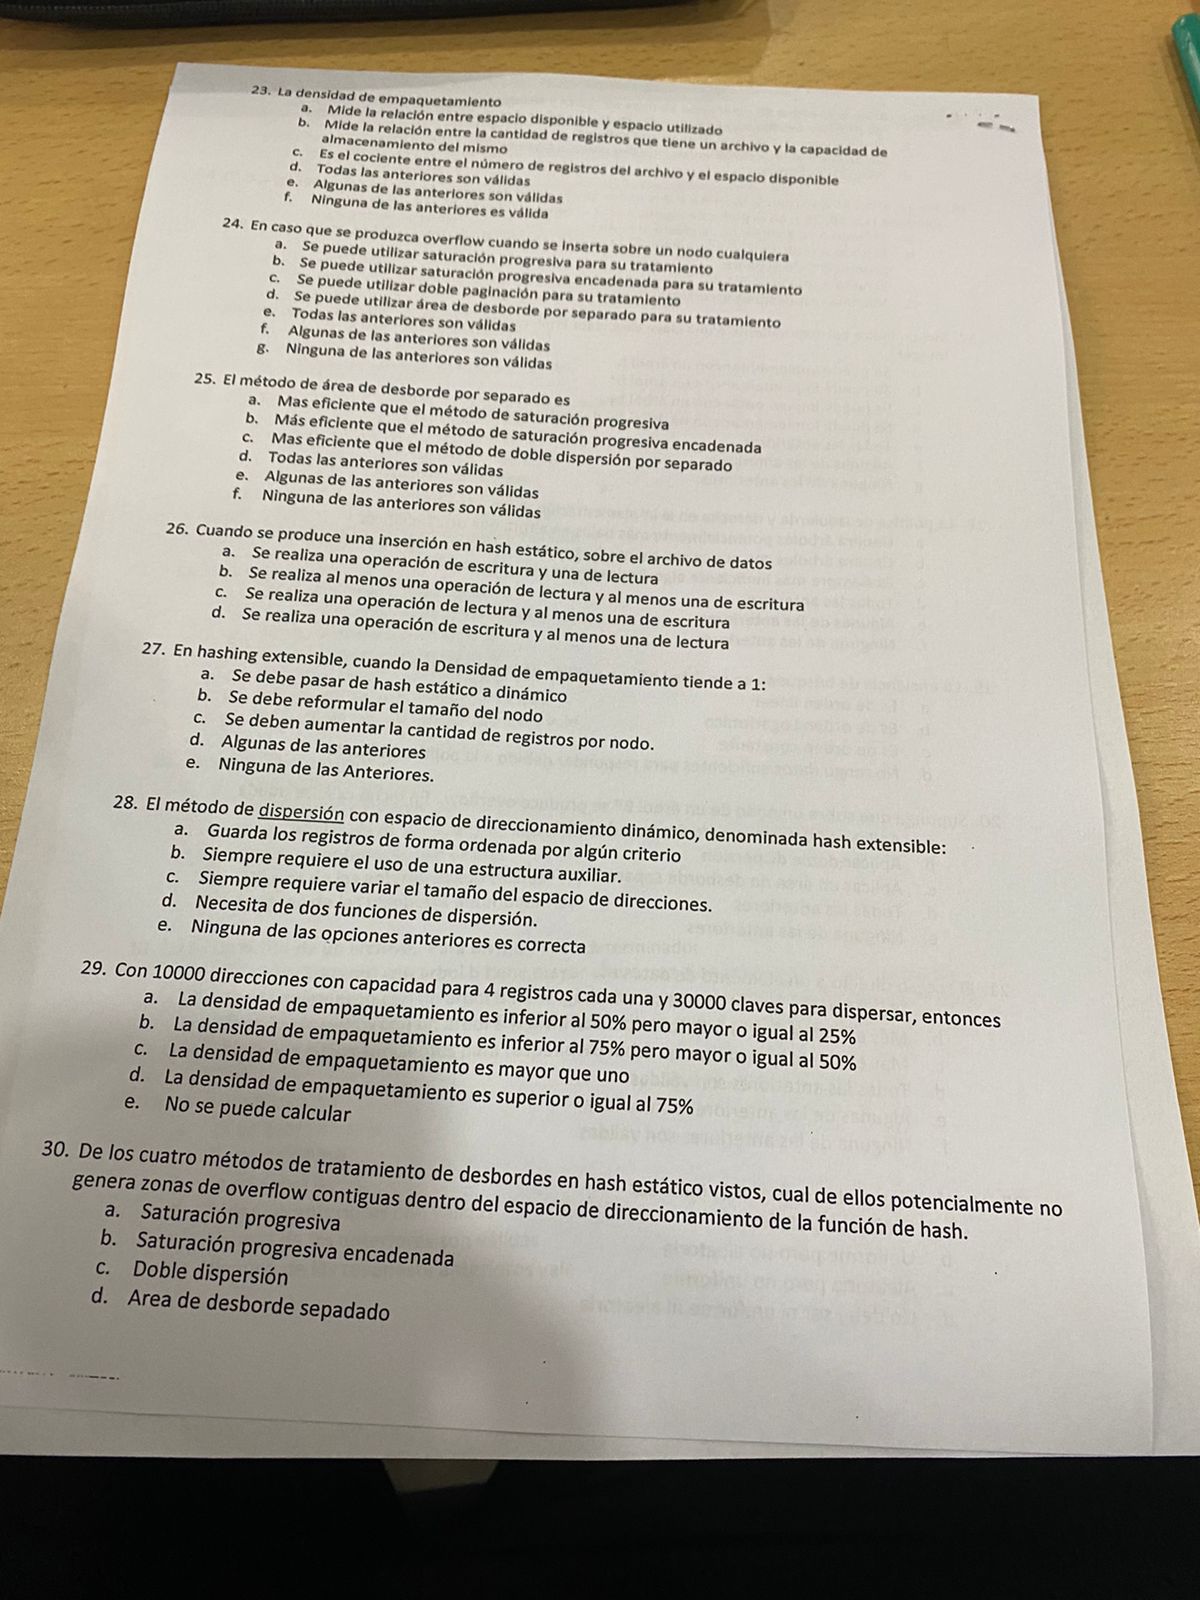 23. La densidad de empaquetamiento
a. Mide la relación entre espacio disponible y espacio utilizado
b. Mide la relación entre la cantidad de registros que tiene un archivo y la capacidad de
almacenamiento del mismo
c. Es el cociente entre el número de registros del archivo y el espacio disponible
d. Todas las anteriores son válidas
e. Algunas de las anteriores son válidas
f. Ninguna de las anteriores es válida
24. En caso que se produzca overflow cuando se inserta sobre un nodo cualquiera
a. Se puede utilizar saturación progresiva para su tratamiento
b. Se puede utilizar saturación progresiva encadenada para su tratamiento
c. Se puede utilizar doble paginación para su tratamiento
d. Se puede utilizar área de desborde por separado para su tratamiento
e. Todas las anteriores son válidas
f. Algunas de las anteriores son válidas
g. Ninguna de las anteriores son válidas
25. El método de área de desborde por separado es
a. Mas eficiente que el método de saturación progresiva
b. Más eficiente que el método de saturación progresiva encadenada
c. Mas eficiente que el método de doble dispersión por separado
d. Todas las anteriores son válidas
e. Algunas de las anteriores son válidas
f. Ninguna de las anteriores son válidas
26. Cuando se produce una inserción en hash estático, sobre el archivo de datos
a. Se realiza una operación de escritura y una de lectura
b. Se realiza al menos una operación de lectura y al menos una de escritura
c. Se realiza una operación de lectura y al menos una de escritura
d. Se realiza una operación de escritura y al menos una de lectura
27. En hashing extensible, cuando la Densidad de empaquetamiento tiende a 1:
a. Se debe pasar de hash estático a dinámico
b. Se debe reformular el tamaño del nodo
c. Se deben aumentar la cantidad de registros por nodo.
d. Algunas de las anteriores
e. Ninguna de las Anteriores.
28. El método de dispersión con espacio de direccionamiento dinámico, denominada hash extensible:
a. Guarda los registros de forma ordenada por algún criterio
b. Siempre requiere el uso de una estructura auxiliar.
c. Siempre requiere variar el tamaño del espacio de direcciones.
d. Necesita de dos funciones de dispersión.
e. Ninguna de las opciones anteriores es correcta
29. Con 10000 direcciones con capacidad para 4 registros cada una y 30000 claves para dispersar, entonces
a. La densidad de empaquetamiento es inferior al 50% pero mayor o igual al 25%
b. La densidad de empaquetamiento es inferior al 75% pero mayor o igual al 50%
c. La densidad de empaquetamiento es mayor que uno
d. La densidad de empaquetamiento es superior o igual al 75%
e. No se puede calcular
30. De los cuatro métodos de tratamiento de desbordes en hash estático vistos, cual de ellos potencialmente no
genera zonas de overflow contiguas dentro del espacio de direccionamiento de la función de hash.
a. Saturación progresiva
b. Saturación progresiva encadenada
c. Doble dispersión
d. Area de desborde sepadado